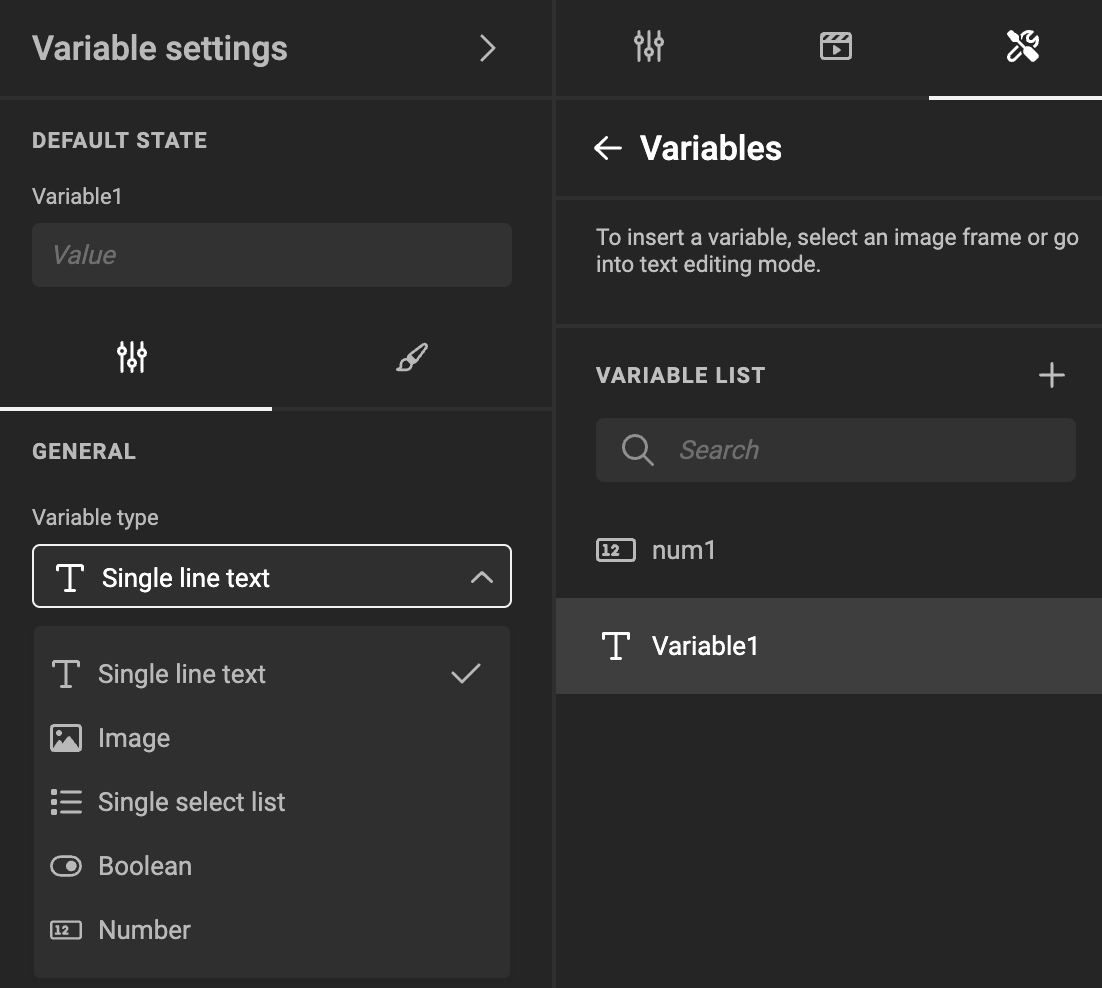 Variable settings
DEFAULT STATE
Variable1
Value
GENERAL
Variable type
Single line text
Single line text
Image
Single select list
Boolean
12 Number
Variables
To insert a variable, select an image frame or go
into text editing mode.
VARIABLE LIST
Search
12 num1
Variable1